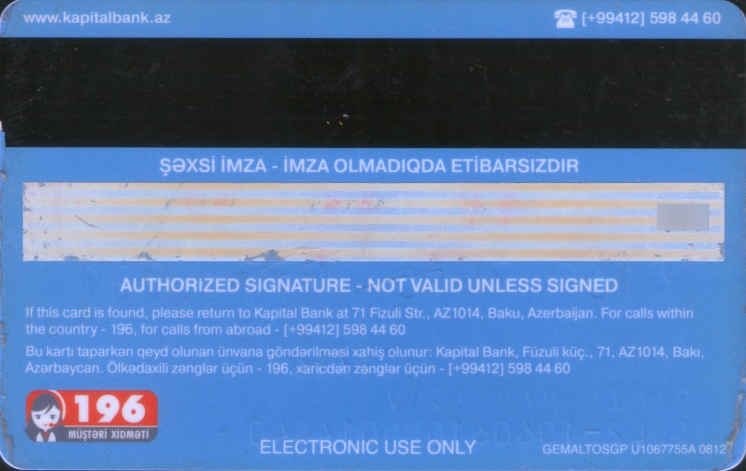 www.kapitalbank.az
[+99412] 598 44 60
ŞƏXSİ İMZA - İMZA OLMADIQDA ETİBARSIZDIR
AUTHORIZED SIGNATURE - NOT VALID UNLESS SIGNED
If this card is found, please return to Kapital Bank at 71 Fizuli Str., AZ1014, Baku, Azerbaijan. For calls within
the country - 196, for calls from abroad - [+99412] 598 44 60
Bu kartı taparkən qeyd olunan ünvana göndərilməsi xahiş olunur: Kapital Bank, Füzuli küç., 71, AZ1014, Bakı,
Azərbaycan. Ölkədaxili zənglər üçün - 196, xaricdən zənglər üçün - [+99412] 598 44 60
196
MÜŞTƏRİ XİDMƏTİ
ELECTRONIC USE ONLY
GEMALTOSGP U1067755A 0812